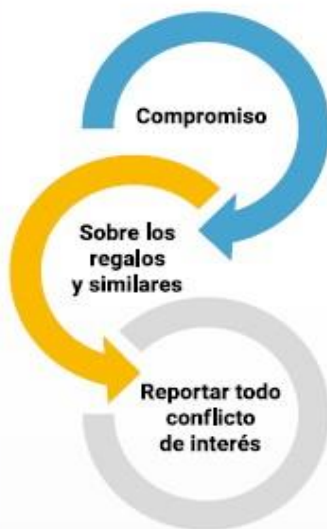 Compromiso
Sobre los
regalos
y similares
Reportar todo
conflicto
de interés